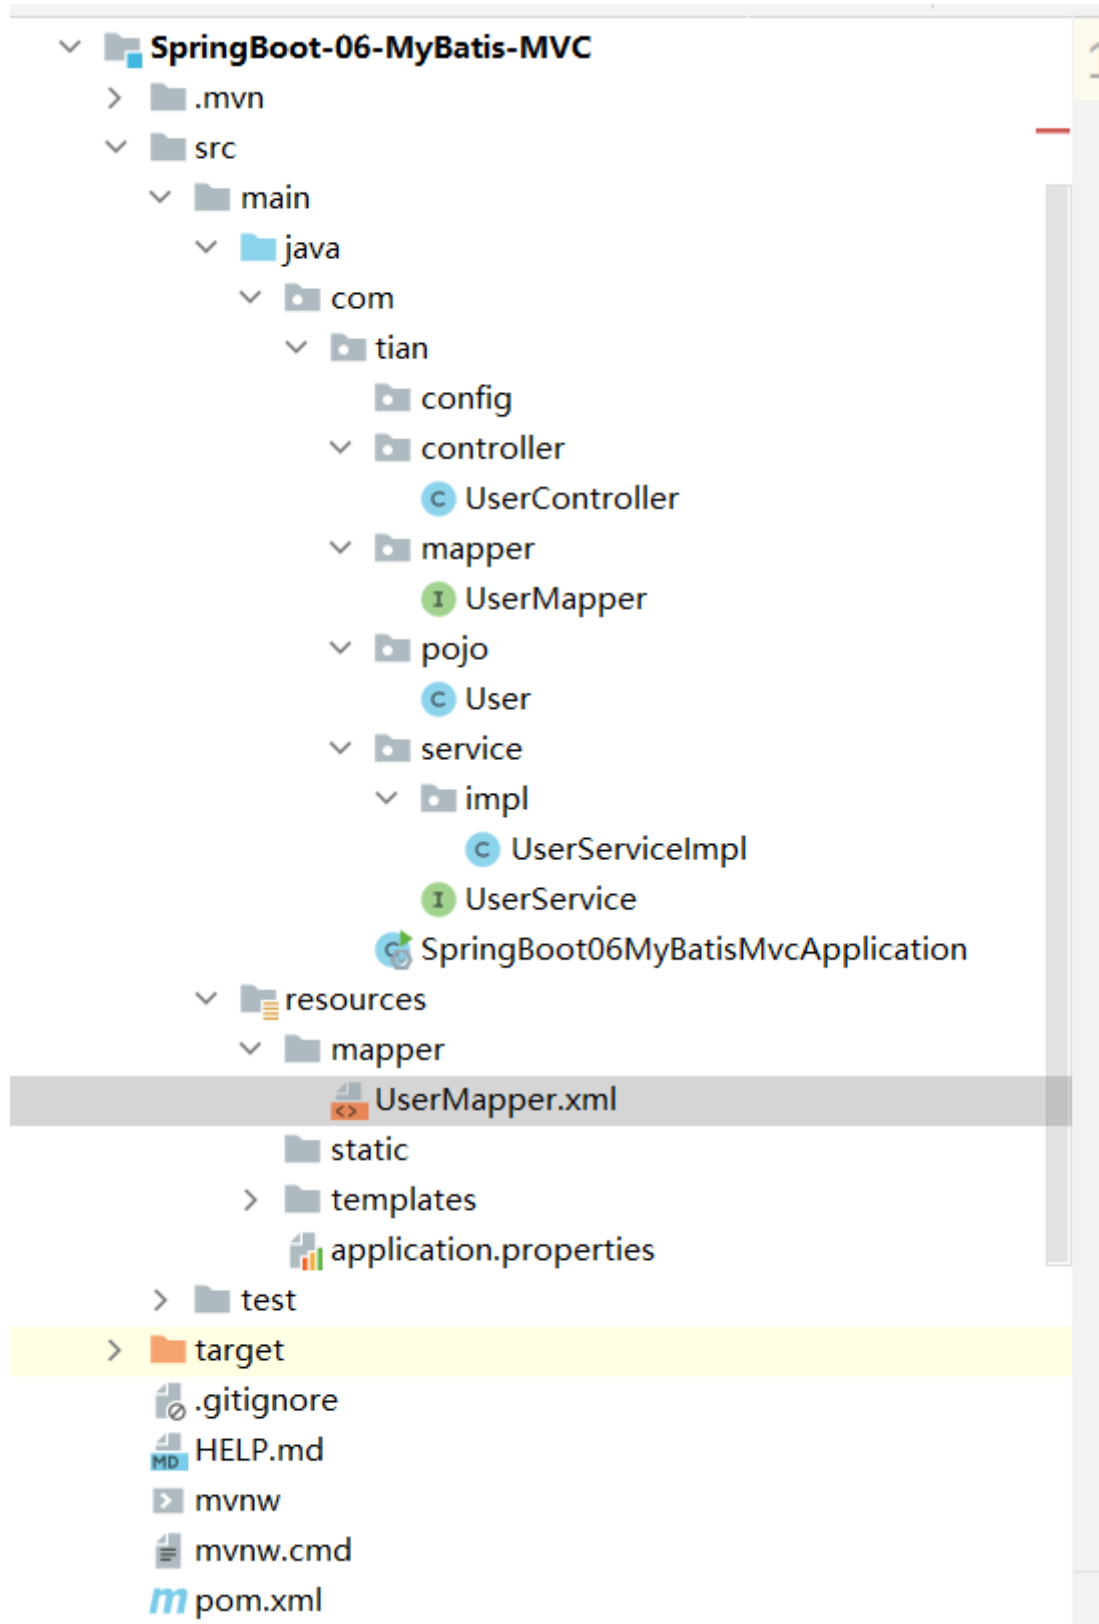 SpringBoot-06-MyBatis-MVC
.mvn
src
main
java
com
tian
config
controller
UserController
mapper
UserMapper
pojo
User
service
impl
UserServiceImpl
UserService
SpringBoot06MyBatisMvcApplication
resources
mapper
UserMapper.xml
static
templates
application.properties
test
target
.gitignore
HELP.md
mvnw
mvnw.cmd
pom.xml